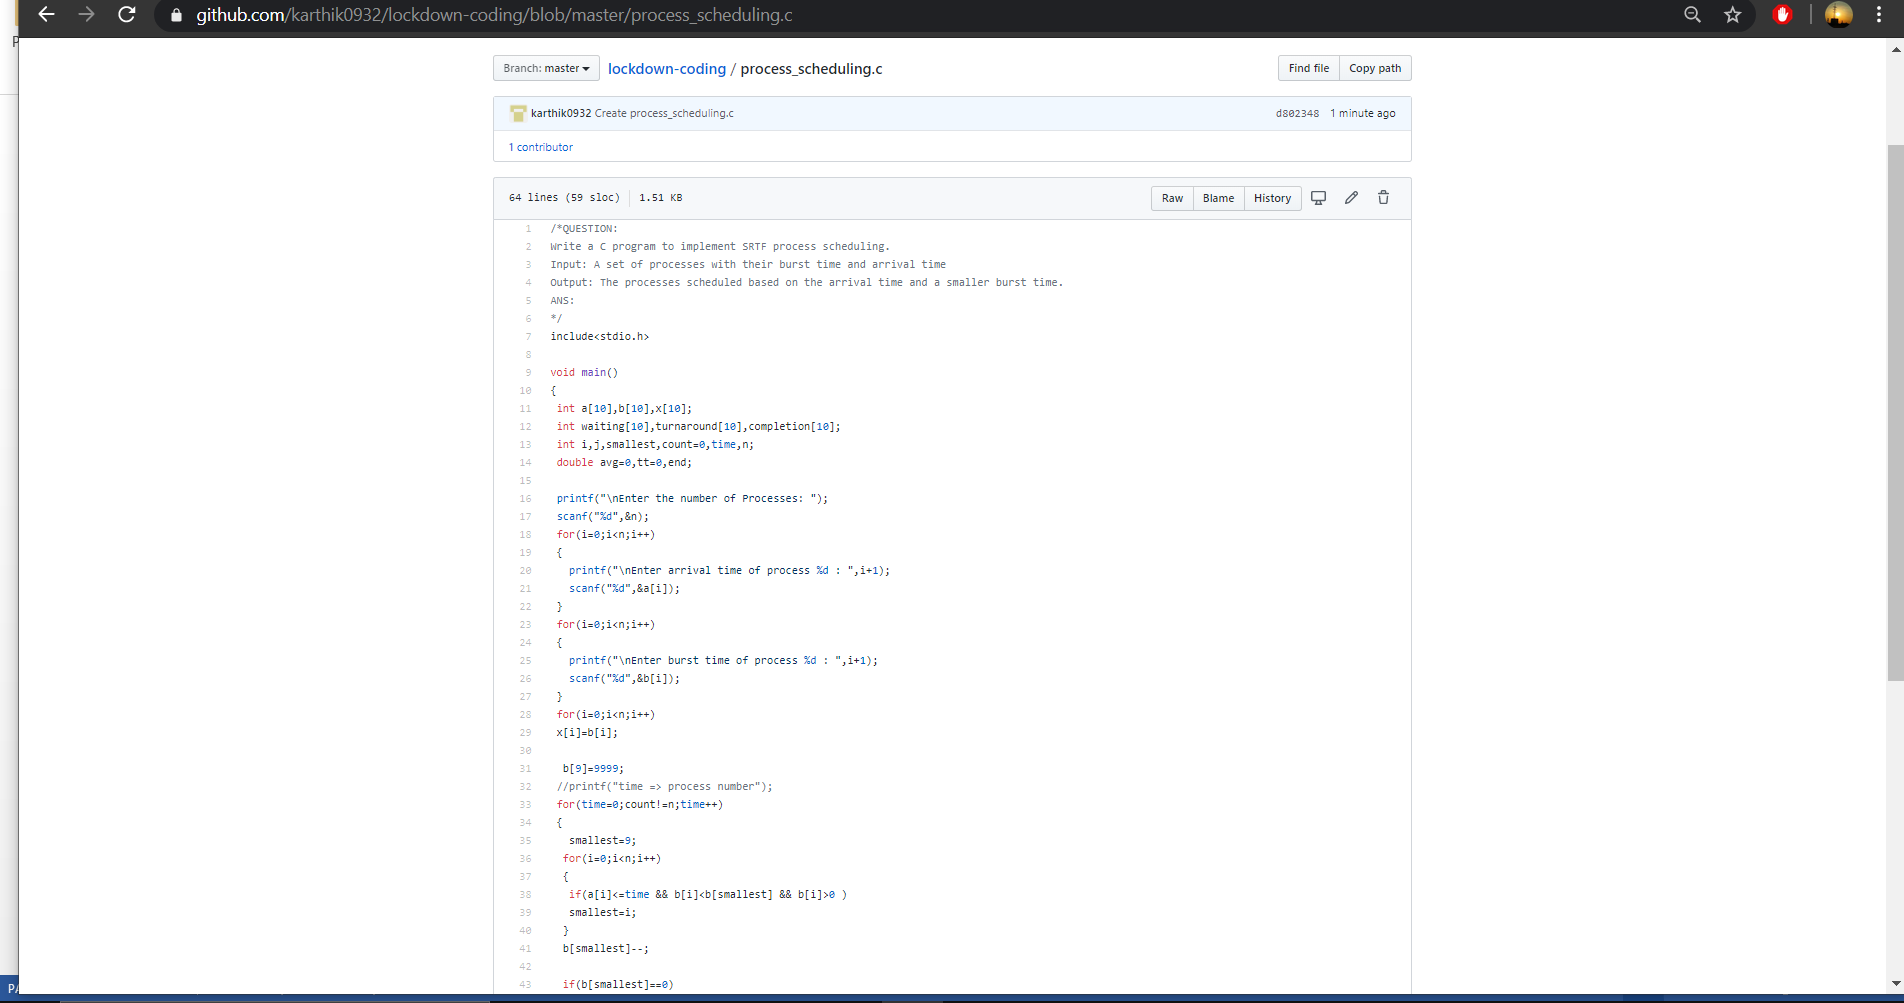 github.com/karthik0932/lockdown-coding/blob/master/process_scheduling.c
Branch: master
lockdown-coding / process_scheduling.c
Find file
Copy path
karthik0932 Create process_scheduling.c
d802348 1 minute ago
1 contributor
64 lines (59 sloc) 1.51 KB
Raw
Blame
History
1 /*QUESTION:
2 Write a C program to implement SRTF process scheduling.
3 Input: A set of processes with their burst time and arrival time
4 Output: The processes scheduled based on the arrival time and a smaller burst time.
5 ANS:
6 */
7 include<stdio.h>
8
9 void main()
10 {
11 int a[10],b[10],x[10];
12 int waiting[10],turnaround[10],completion[10];
13 int i,j,smallest,count=0,time,n;
14 double avg=0,tt=0,end;
15
16 printf("\nEnter the number of Processes: ");
17 scanf("%d",&n);
18 for(i=0;i<n;i++)
19 {
20 printf("\nEnter arrival time of process %d : ",i+1);
21 scanf("%d",&a[i]);
22 }
23 for(i=0;i<n;i++)
24 {
25 printf("\nEnter burst time of process %d : ",i+1);
26 scanf("%d",&b[i]);
27 }
28 for(i=0;i<n;i++)
29 x[i]=b[i];
30
31 b[9]=9999;
32 //printf("time => process number");
33 for(time=0;count!=n;time++)
34 {
35 smallest=9;
36 for(i=0;i<n;i++)
37 {
38 if(a[i]<=time && b[i]<b[smallest] && b[i]>0 )
39 smallest=i;
40 }
41 b[smallest]--;
42
43 if(b[smallest]==0)